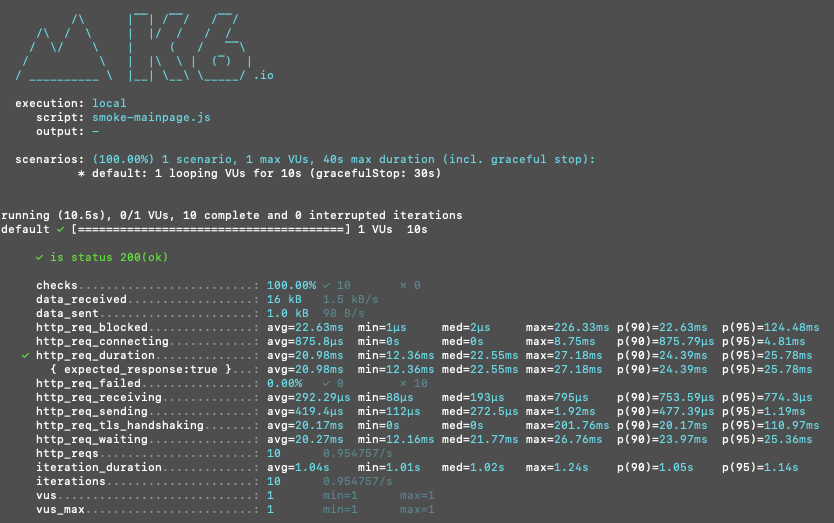 /\      |‾‾| /‾‾/   /‾‾/
/\  /  \     |  |/  /   /  /
/  \/    \    |     (   /   ‾‾\
/          \   |  |\  \ |  (‾)  |
/ __________ \  |__| \__\ \_____/ .io
execution: local
script: smoke-mainpage.js
output: -
scenarios: (100.00%) 1 scenario, 1 max VUs, 40s max duration (incl. graceful stop):
* default: 1 looping VUs for 10s (gracefulStop: 30s)
running (10.5s), 0/1 VUs, 10 complete and 0 interrupted iterations
default ✓ [======================================] 1 VUs  10s
✓ is status 200(ok)
checks.........................: 100.00% ✓ 10       ✗ 0
data_received..................: 16 kB   1.5 kB/s
data_sent......................: 1.0 kB  98 B/s
http_req_blocked...............: avg=22.63ms  min=1µs     med=2µs     max=226.33ms p(90)=22.63ms  p(95)=124.48ms
http_req_connecting............: avg=875.8µs  min=0s      med=0s      max=8.75ms   p(90)=875.79µs p(95)=4.81ms
✓ http_req_duration..............: avg=20.98ms  min=12.36ms med=22.55ms max=27.18ms  p(90)=24.39ms  p(95)=25.78ms
{ expected_response:true }...: avg=20.98ms  min=12.36ms med=22.55ms max=27.18ms  p(90)=24.39ms  p(95)=25.78ms
http_req_failed................: 0.00%   ✓ 0        ✗ 10
http_req_receiving.............: avg=292.29µs min=88µs    med=193µs   max=795µs    p(90)=753.59µs p(95)=774.3µs
http_req_sending...............: avg=419.4µs  min=112µs   med=272.5µs max=1.92ms   p(90)=477.39µs p(95)=1.19ms
http_req_tls_handshaking.......: avg=20.17ms  min=0s      med=0s      max=201.76ms p(90)=20.17ms  p(95)=110.97ms
http_req_waiting...............: avg=20.27ms  min=12.16ms med=21.77ms max=26.76ms  p(90)=23.97ms  p(95)=25.36ms
http_reqs......................: 10      0.954757/s
iteration_duration.............: avg=1.04s    min=1.01s   med=1.02s   max=1.24s    p(90)=1.05s    p(95)=1.14s
iterations.....................: 10      0.954757/s
vus............................: 1       min=1      max=1
vus_max........................: 1       min=1      max=1